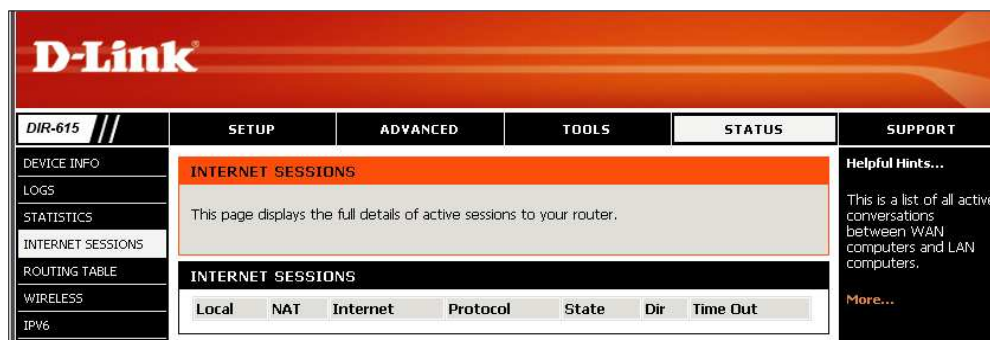 D-Link
DIR-615
SETUP ADVANCED TOOLS STATUS SUPPORT
DEVICE INFO
LOGS
STATISTICS
INTERNET SESSIONS
ROUTING TABLE
WIRELESS
IPV6
INTERNET SESSIONS
This page displays the full details of active sessions to your router.
INTERNET SESSIONS
Local NAT Internet Protocol State Dir Time Out
Helpful Hints...
This is a list of all active
conversations
between WAN
computers and LAN
computers.
More...